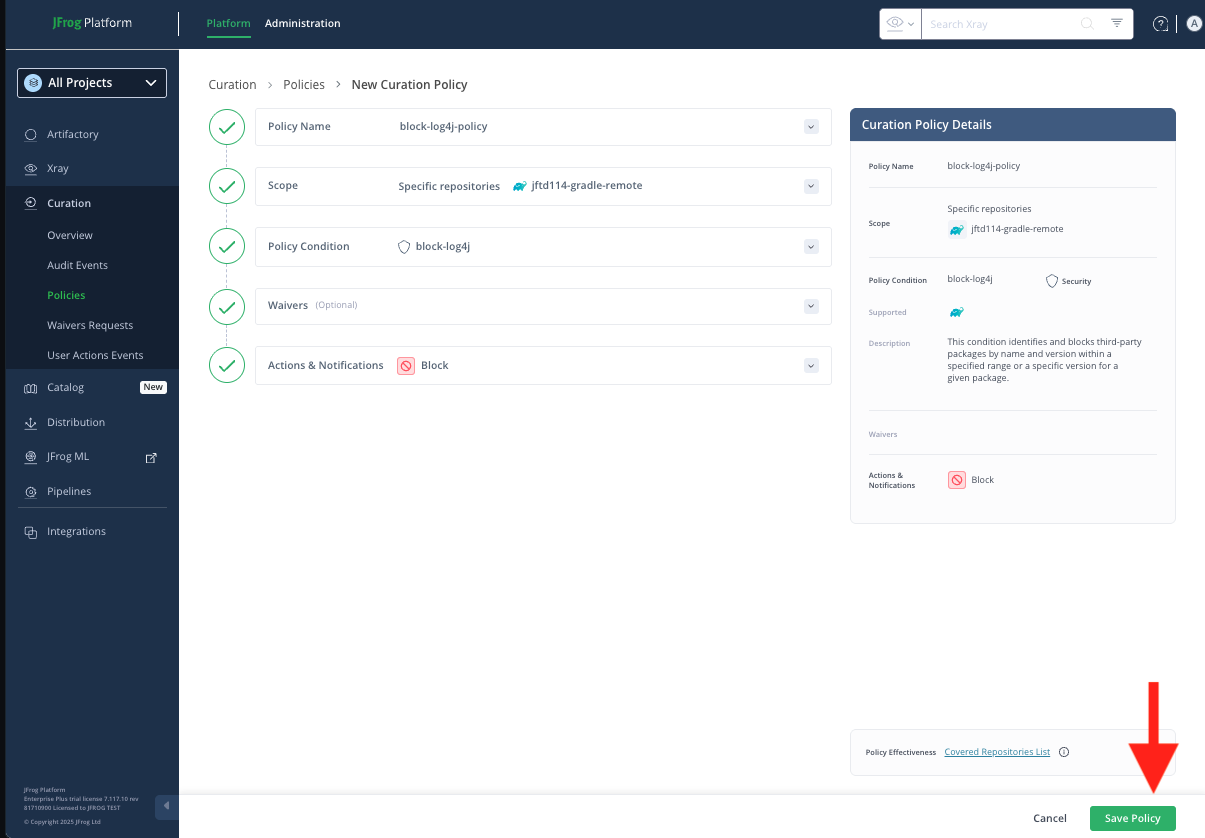 JFrog Platform
Platform Administration
Search Xray
A
All Projects
Artifactory
Xray
Curation
Overview
Audit Events
Policies
Waivers Requests
User Actions Events
Catalog New
Distribution
JFrog ML
Pipelines
Integrations
JFrog Platform
Enterprise Plus trial license 7.117.10 rev
81710900 Licensed to JFROG TEST
© Copyright 2025 JFrog Ltd
Curation > Policies > New Curation Policy
Policy Name block-log4j-policy
Scope Specific repositories jftd114-gradle-remote
Policy Condition block-log4j
Waivers (Optional)
Actions & Notifications Block
Curation Policy Details
Policy Name block-log4j-policy
Scope Specific repositories
jftd114-gradle-remote
Policy Condition block-log4j Security
Supported
Description This condition identifies and blocks third-party
packages by name and version within a
specified range or a specific version for a
given package.
Waivers
Actions &
Notifications Block
Policy Effectiveness Covered Repositories List
Cancel Save Policy